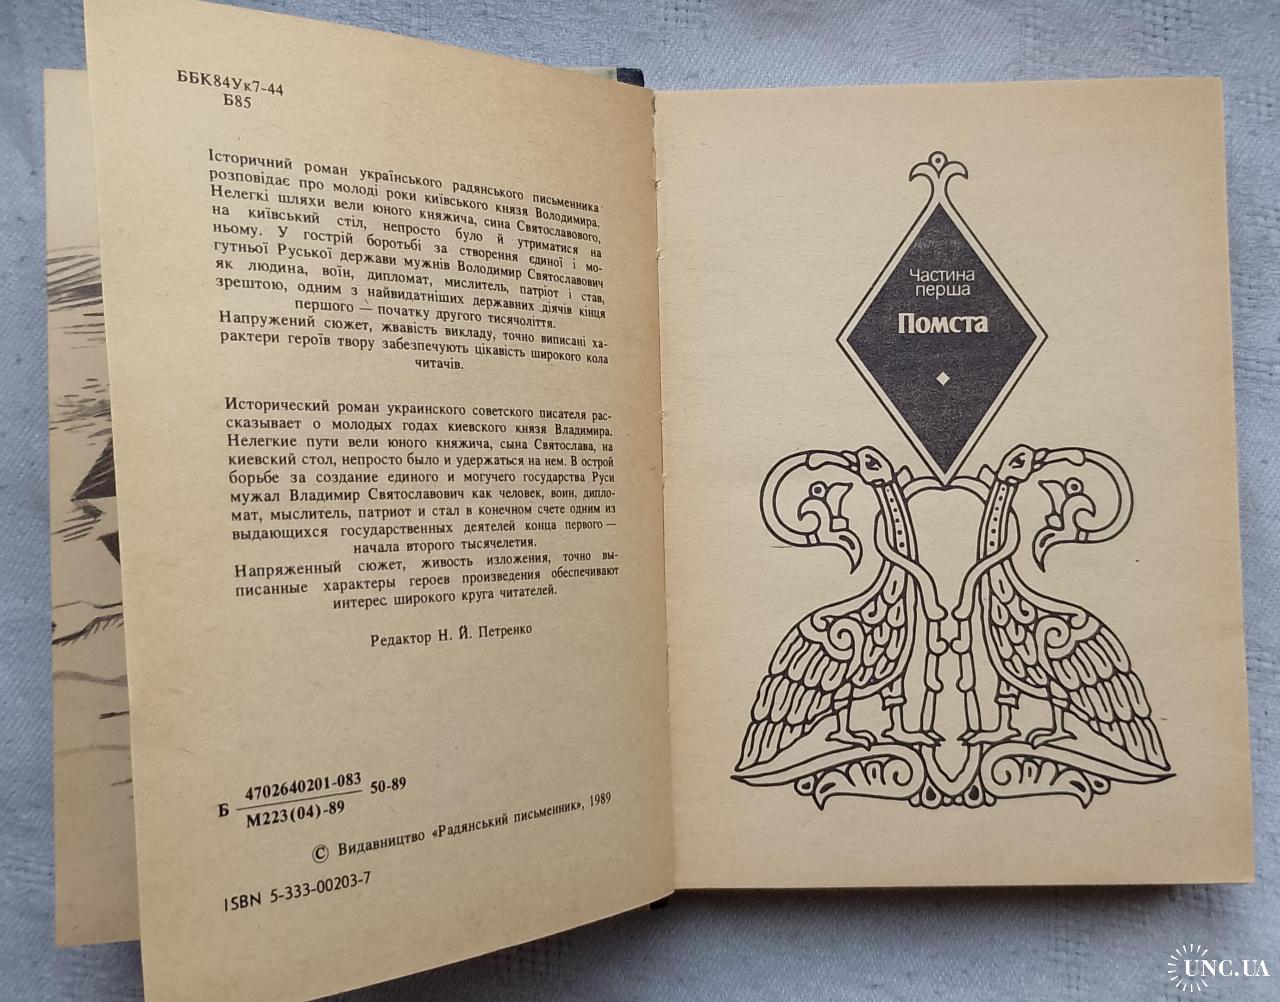 ББК84Ук7-44
Б85
Історичний роман українського радянського письменника
розповідає про молоді роки київського князя Володимира.
Нелегкі шляхи вели юного княжича, сина Святославового,
на київський стіл, непросто було й утриматися на
ньому. У гострій боротьбі за створення єдиної і мо-
гутньої Руської держави мужнів Володимир Святославович
як людина, воїн, дипломат, мислитель, патріот і став,
зрештою, одним з найвидатніших державних діячів кінця
першого — початку другого тисячоліття.
Напружений сюжет, жвавість викладу, точно виписані ха-
рактери героїв твору забезпечують цікавість широкого кола
читачів.
Исторический роман украинского советского писателя рас-
сказывает о молодых годах киевского князя Владимира.
Нелегкие пути вели юного княжича, сына Святослава, на
киевский стол, непросто было и удержаться на нем. В острой
борьбе за создание единого и могучего государства Руси
мужал Владимир Святославович как человек, воин, дипло-
мат, мыслитель, патриот и стал в конечном счете одним из
выдающихся государственных деятелей конца первого —
начала второго тысячелетия.
Напряженный сюжет, живость изложения, точно вы-
писанные характеры героев произведения обеспечивают
интерес широкого круга читателей.
Редактор Н. Й. Петренко
Б 4702640201-083 50-89
М223(04)-89
© Видавництво «Радянський письменник», 1989
ISBN 5-333-00203-7
Частина
перша
Помста
UNC.UA